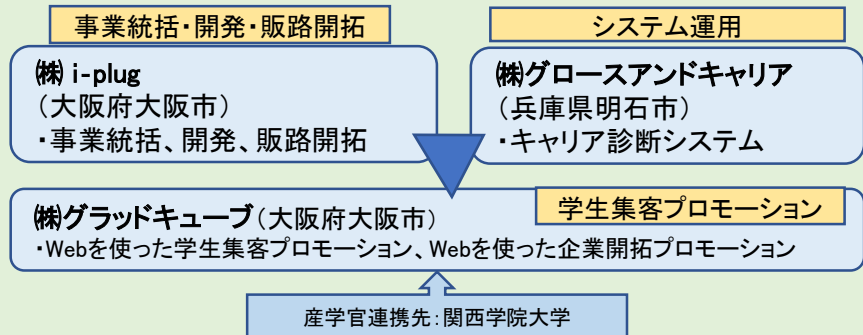 事業統括・開発・販路開拓
㈱ i-plug
（大阪府大阪市）
・事業統括、開発、販路開拓
システム運用
㈱グロースアンドキャリア
（兵庫県明石市）
・キャリア診断システム
学生集客プロモーション
㈱グラッドキューブ（大阪府大阪市）
・Webを使った学生集客プロモーション、Webを使った企業開拓プロモーション
産学官連携先：関西学院大学